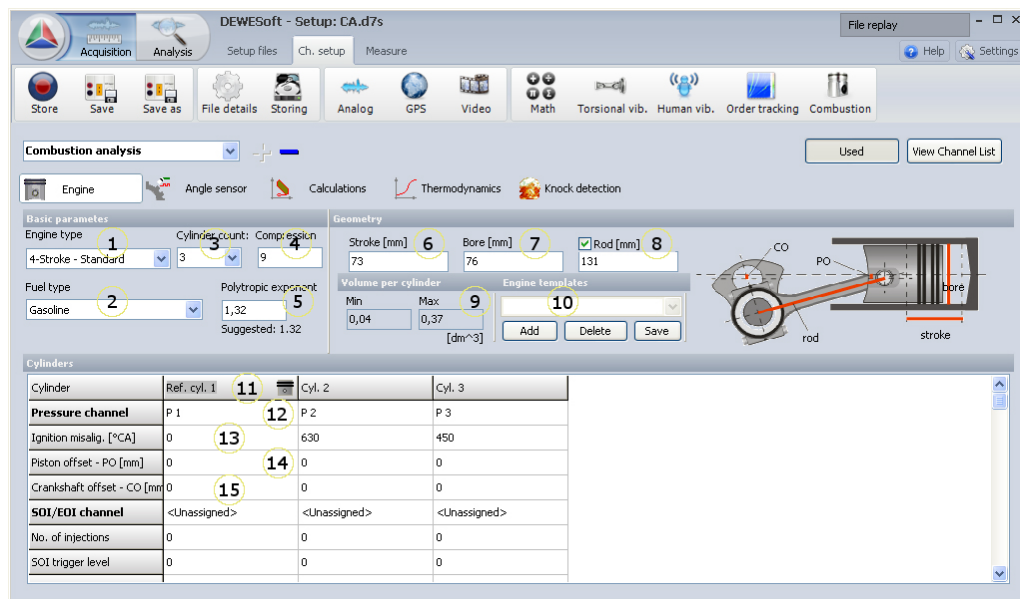 DEWESoft - Setup: CA.d7s
File replay
Acquisition Analysis Setup files Ch. setup Measure
Help Settings
Store Save Save as File details Storing Analog GPS Video Math Torsional vib. Human vib. Order tracking Combustion
Combustion analysis
Used View Channel List
Engine Angle sensor Calculations Thermodynamics Knock detection
Basic parametes Geometry
Engine type 1 Cylinder count: 3 Compression 4 Stroke [mm] 6 Bore [mm] 7 Rod [mm] 8
4-Stroke - Standard 3 9 73 76 131
CO
PO
bore
rod
stroke
Fuel type 2 Polytropic exponent 5 Volume per cylinder Engine templates
Min Max 9 10
Gasoline 1,32 0,04 0,37
Suggested: 1.32 [dm^3] Add Delete Save
Cylinders
Cylinder Ref. cyl. 1 11 Cyl. 2 Cyl. 3
Pressure channel P 1 12 P 2 P 3
Ignition misalig. [°CA] 0 13 630 450
Piston offset - PO [mm] 0 14 0 0
Crankshaft offset - CO [mm 0 15 0 0
SOI/EOI channel <Unassigned> <Unassigned> <Unassigned>
No. of injections 0 0 0
SOI trigger level 0 0 0